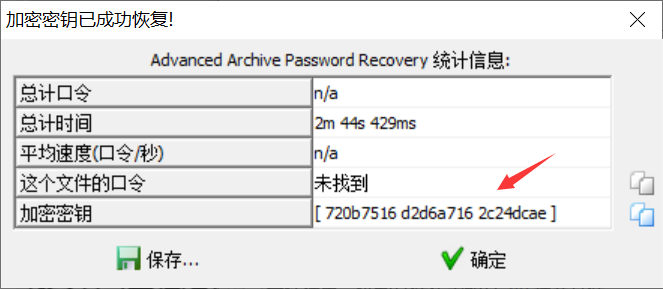 加密密钥已成功恢复!
Advanced Archive Password Recovery 统计信息:
总计口令 n/a
总计时间 2m 44s 429ms
平均速度(口令/秒) n/a
这个文件的口令 未找到
加密密钥 [ 720b7516 d2d6a716 2c24dcae ]
保存... 确定